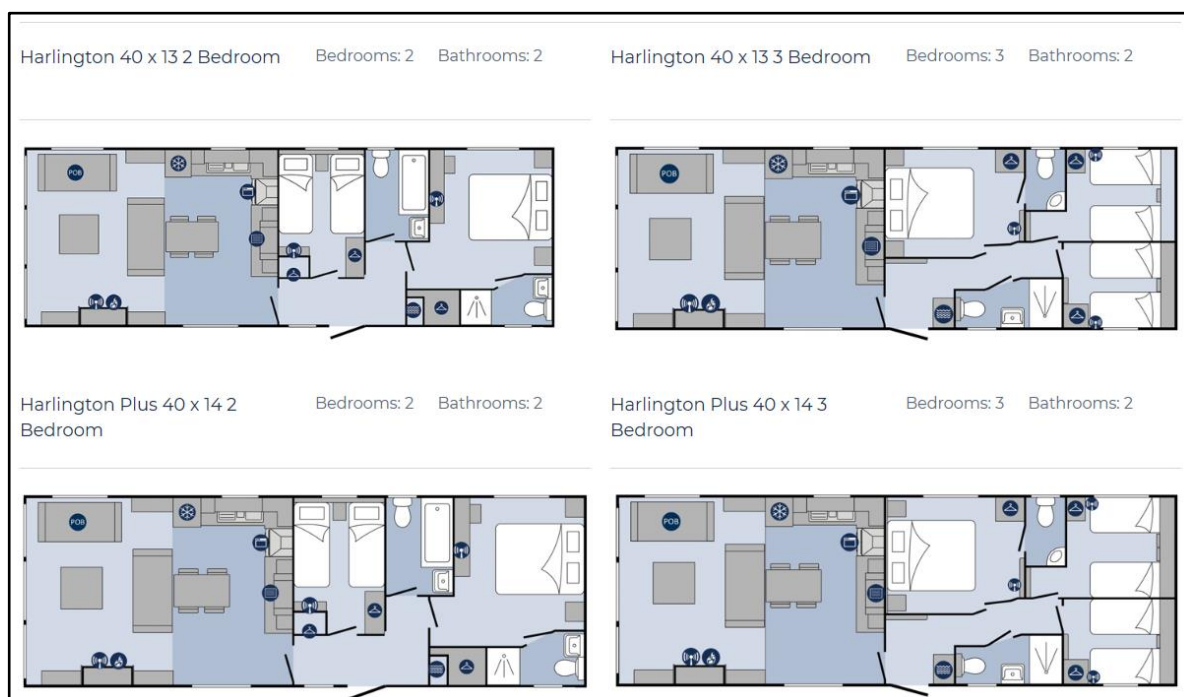 Harlington 40 x 13 2 Bedroom Bedrooms: 2 Bathrooms: 2
Harlington 40 x 13 3 Bedroom Bedrooms: 3 Bathrooms: 2
POB
POB
Harlington Plus 40 x 14 2
Bedroom
Bedrooms: 2 Bathrooms: 2
Harlington Plus 40 x 14 3
Bedroom
Bedrooms: 3 Bathrooms: 2
POB
POB